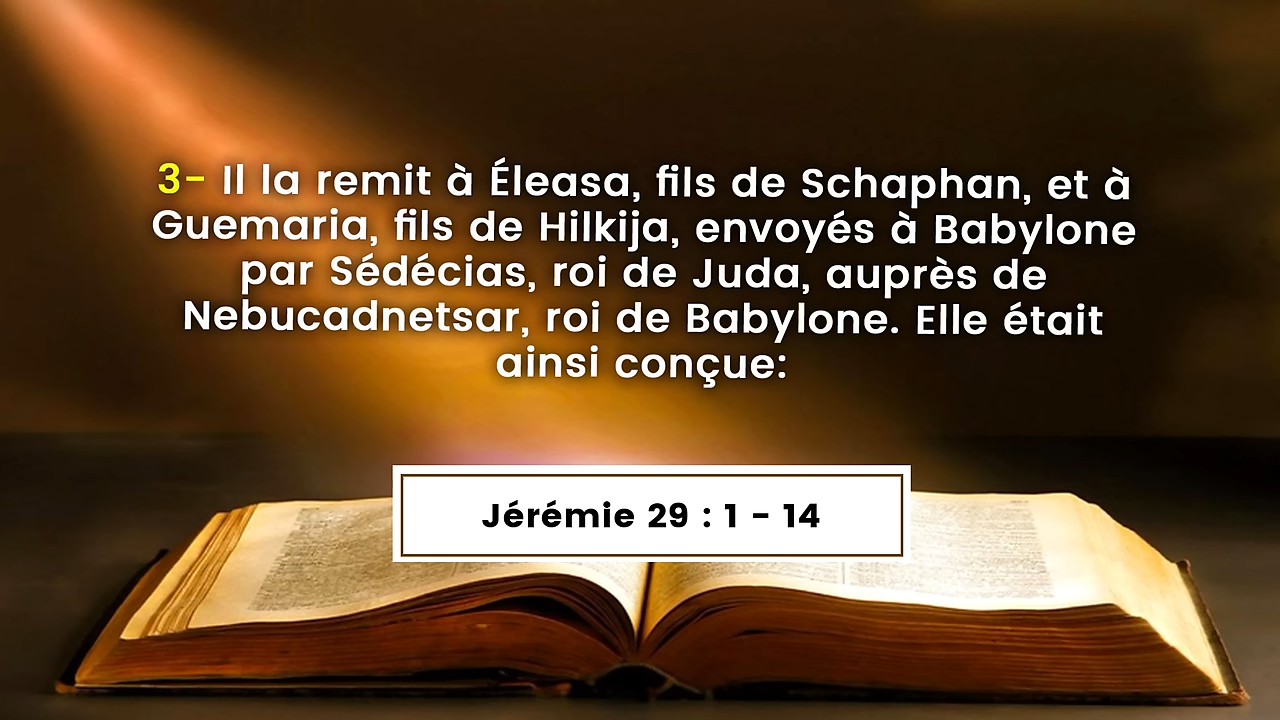 3- Il la remit à Éleasa, fils de Schaphan, et à
Guemaria, fils de Hilkija, envoyés à Babylone
par Sédécias, roi de Juda, auprès de
Nebucadnetsar, roi de Babylone. Elle était
ainsi conçue:
Jérémie 29 : 1 - 14